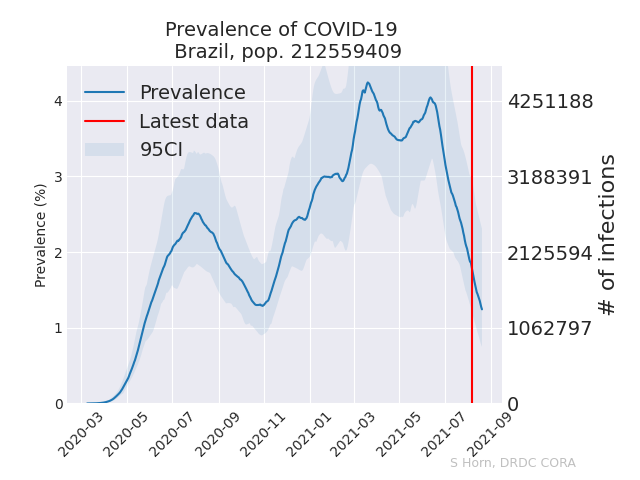 Prevalence of COVID-19
Brazil, pop. 212559409
Prevalence
Latest data
95CI
Prevalence (%)
4
3
2
1
0
4251188
3188391
2125594
1062797
0
# of infections
2020-03
2020-05
2020-07
2020-09
2020-11
2021-01
2021-03
2021-05
2021-07
2021-09
S Horn, DRDC CORA